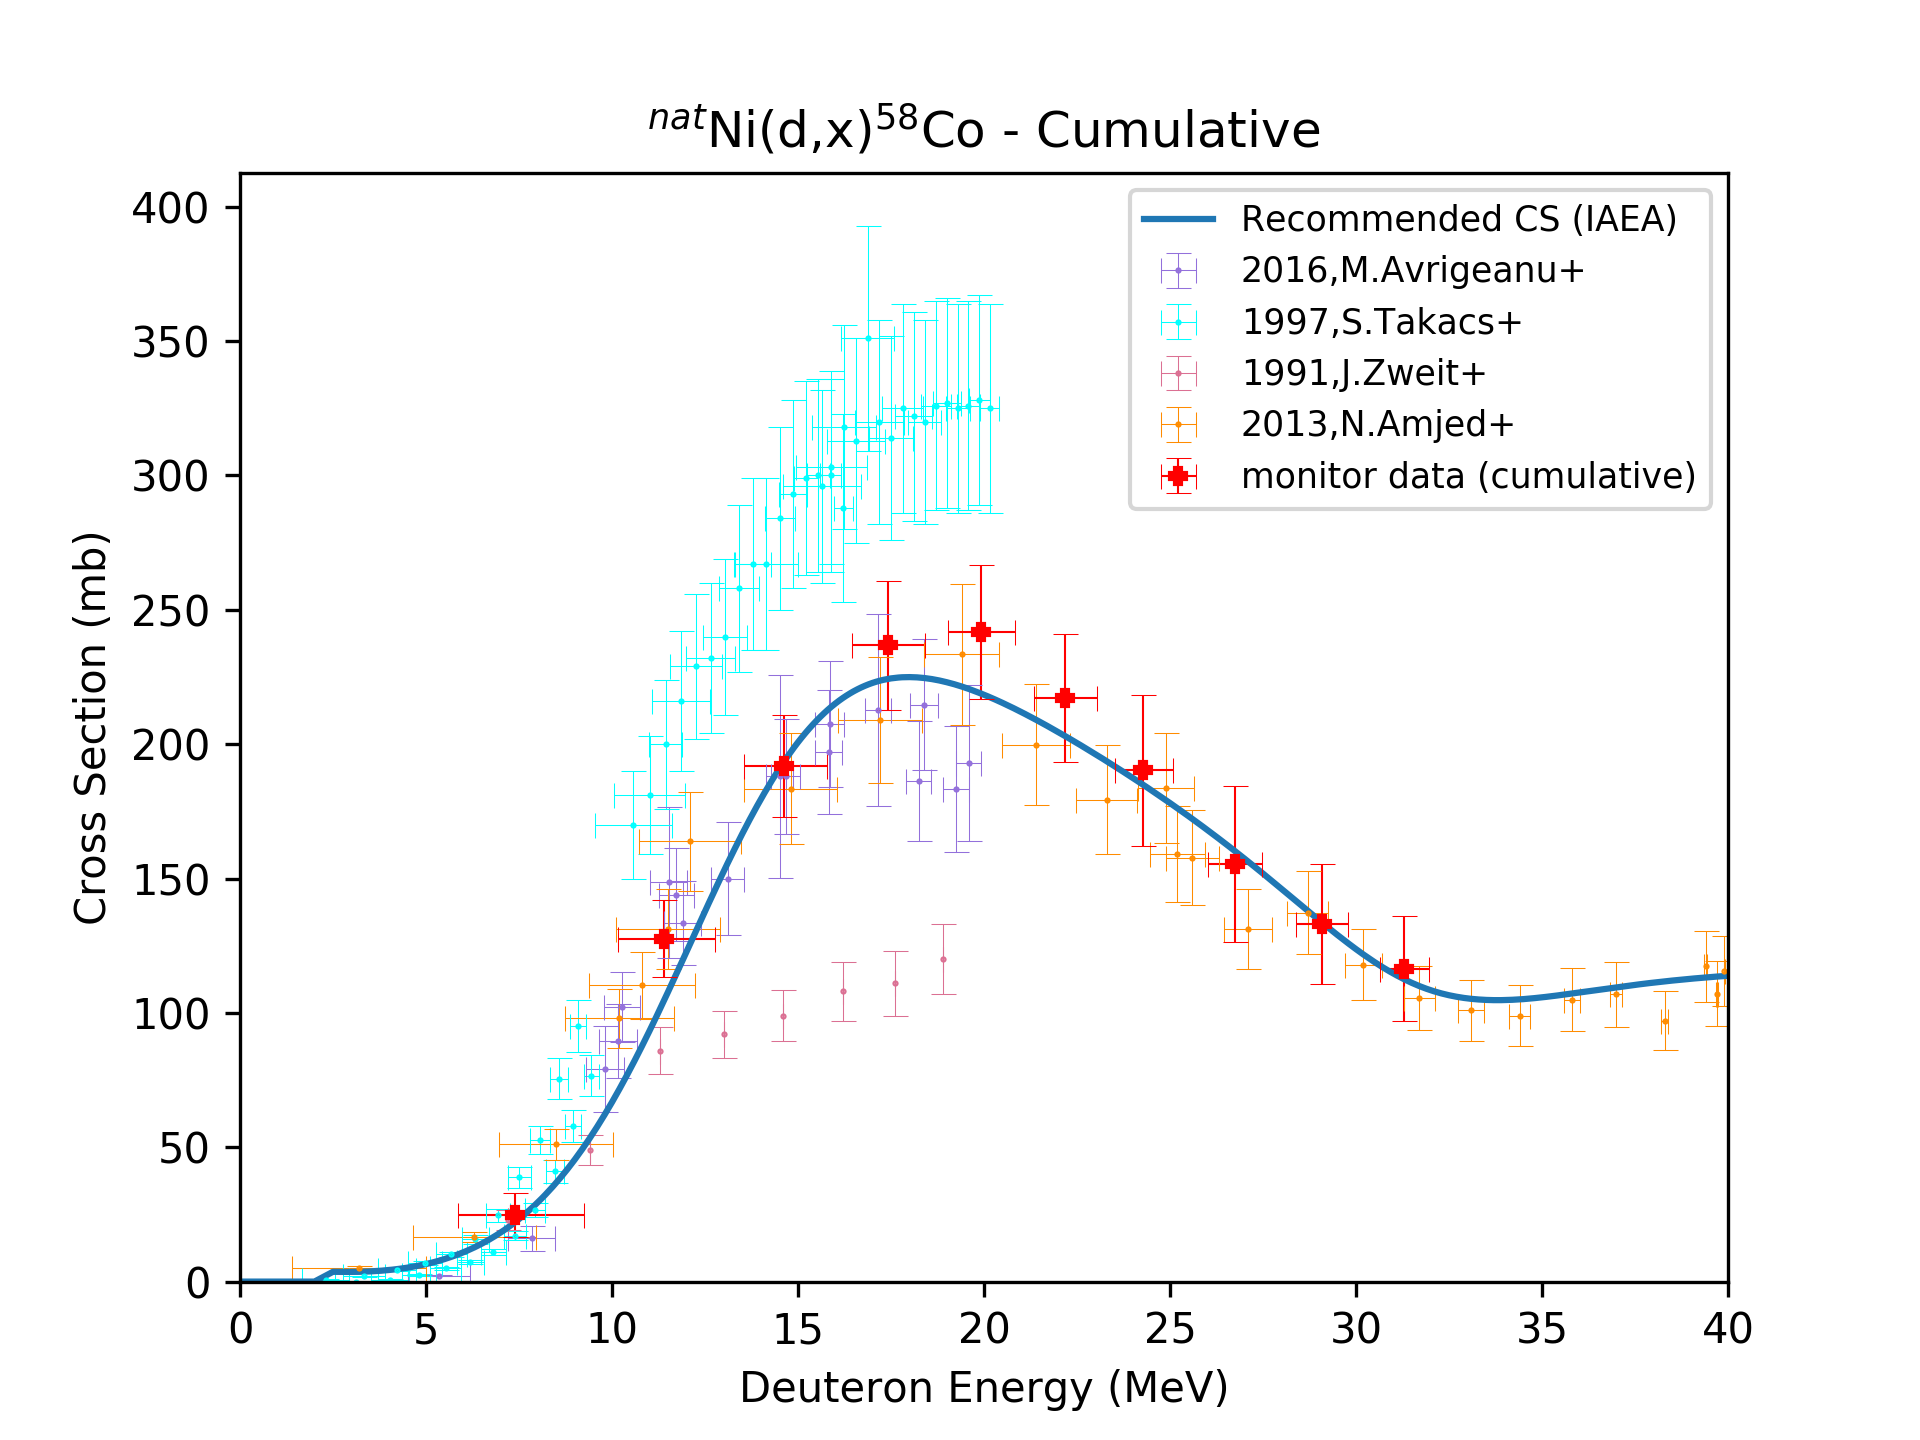 natNi(d,x)58Co - Cumulative
Recommended CS (IAEA)
2016,M.Avrigeanu+
1997,S.Takacs+
1991,J.Zweit+
2013,N.Amjed+
monitor data (cumulative)
400
350
300
250
200
150
100
50
0
Cross Section (mb)
0 5 10 15 20 25 30 35 40
Deuteron Energy (MeV)